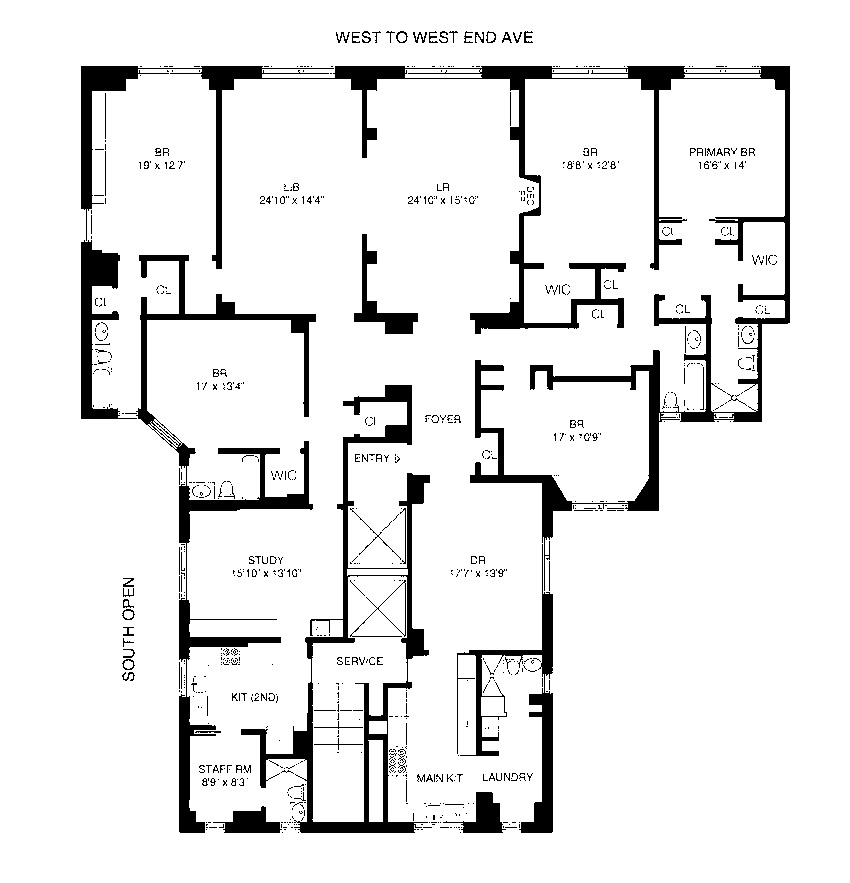 WEST TO WEST END AVE
BR
19' x 12'7"
LIB
24'10" x 14'4"
LR
24'10" x 15'10"
BR
18'8" x 12'8"
PRIMARY BR
16'6" x 14'
CL
CL
WIC
CL
CL
WIC
CL
CL
CL
CL
BR
17' x 13'4"
CL
FOYER
BR
17' x 10'9"
ENTRY
CL
WIC
STUDY
15'10" x 13'10"
DR
17'7" x 13'9"
SOUTH OPEN
SERVICE
KIT (2ND)
STAFF RM
8'9" x 8'3"
MAIN KIT
LAUNDRY